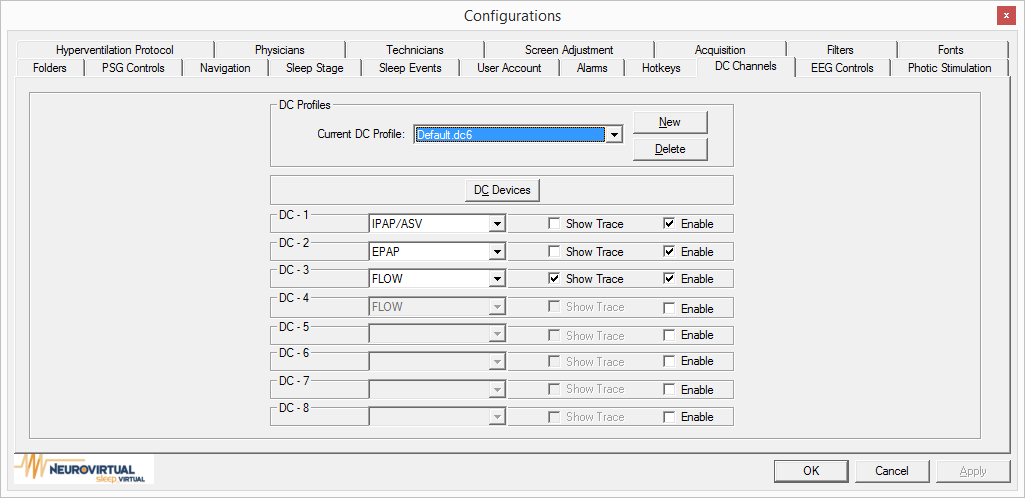 Configurations
x
Hyperventilation Protocol Physicians Technicians Screen Adjustment Acquisition Filters Fonts
Folders PSG Controls Navigation Sleep Stage Sleep Events User Account Alarms Hotkeys DC Channels EEG Controls Photic Stimulation
DC Profiles
Current DC Profile: Default.dc6 New
Delete
DC Devices
DC - 1 IPAP/ASV Show Trace Enable
DC - 2 EPAP Show Trace Enable
DC - 3 FLOW Show Trace Enable
DC - 4 FLOW Show Trace Enable
DC - 5 Show Trace Enable
DC - 6 Show Trace Enable
DC - 7 Show Trace Enable
DC - 8 Show Trace Enable
NEUROVIRTUAL
sleep VIRTUAL
OK Cancel Apply